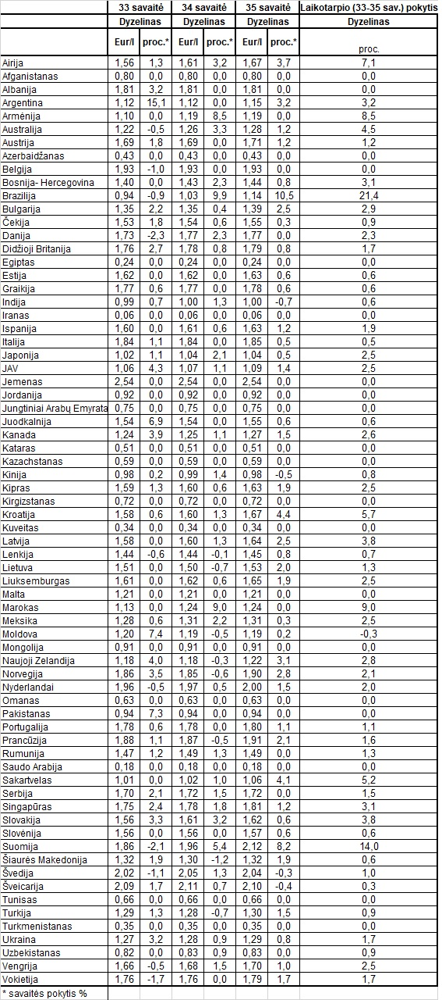 33 savaitė 34 savaitė 35 savaitė Laikotarpio (33-35 sav.) pokytis
Dyzelinas Dyzelinas Dyzelinas Dyzelinas
Eur/l proc.* Eur/l proc.* Eur/l proc.* proc.
Airija 1,56 1,3 1,61 3,2 1,67 3,7 7,1
Afganistanas 0,80 0,0 0,80 0,0 0,80 0,0 0,0
Albanija 1,81 3,2 1,81 0,0 1,81 0,0 0,0
Argentina 1,12 15,1 1,12 0,0 1,15 3,2 3,2
Armėnija 1,10 0,0 1,19 8,5 1,19 0,0 8,5
Australija 1,22 -0,5 1,26 3,3 1,28 1,2 4,5
Austrija 1,69 1,8 1,69 0,0 1,71 1,2 1,2
Azerbaidžanas 0,43 0,0 0,43 0,0 0,43 0,0 0,0
Belgija 1,93 -1,0 1,93 0,0 1,93 0,0 0,0
Bosnija- Hercegovina 1,40 0,0 1,43 2,3 1,44 0,8 3,1
Brazilija 0,94 -0,9 1,03 9,9 1,14 10,5 21,4
Bulgarija 1,35 2,2 1,35 0,4 1,39 2,5 2,9
Čekija 1,53 1,8 1,54 0,6 1,55 0,3 0,9
Danija 1,73 -2,3 1,77 2,3 1,77 0,0 2,3
Didžioji Britanija 1,76 2,7 1,78 0,8 1,79 0,8 1,7
Egiptas 0,24 0,0 0,24 0,0 0,24 0,0 0,0
Estija 1,62 0,0 1,62 0,0 1,63 0,6 0,6
Graikija 1,77 0,6 1,77 0,0 1,78 0,6 0,6
Indija 0,99 0,7 1,00 1,3 1,00 -0,7 0,6
Iranas 0,06 0,0 0,06 0,0 0,06 0,0 0,0
Ispanija 1,60 0,0 1,61 0,6 1,63 1,2 1,9
Italija 1,84 1,1 1,84 0,0 1,85 0,5 0,5
Japonija 1,02 1,1 1,04 2,1 1,04 0,5 2,5
JAV 1,06 4,3 1,07 1,1 1,09 1,4 2,5
Jemenas 2,54 0,0 2,54 0,0 2,54 0,0 0,0
Jordanija 0,92 0,0 0,92 0,0 0,92 0,0 0,0
Jungtiniai Arabų Emyrata 0,75 0,0 0,75 0,0 0,75 0,0 0,0
Juodkalnija 1,54 6,9 1,54 0,0 1,55 0,6 0,6
Kanada 1,24 3,9 1,25 1,1 1,27 1,5 2,6
Kataras 0,51 0,0 0,51 0,0 0,51 0,0 0,0
Kazachstanas 0,59 0,0 0,59 0,0 0,59 0,0 0,0
Kinija 0,98 0,2 0,99 1,4 0,98 -0,5 0,8
Kipras 1,59 1,3 1,60 0,6 1,63 1,9 2,5
Kirgizstanas 0,72 0,0 0,72 0,0 0,72 0,0 0,0
Kroatija 1,58 0,6 1,60 1,3 1,67 4,4 5,7
Kuveitas 0,34 0,0 0,34 0,0 0,34 0,0 0,0
Latvija 1,58 0,0 1,60 1,3 1,64 2,5 3,8
Lenkija 1,44 -0,6 1,44 -0,1 1,45 0,8 0,7
Lietuva 1,51 0,0 1,50 -0,7 1,53 2,0 1,3
Liuksemburgas 1,61 0,0 1,62 0,6 1,65 1,9 2,5
Malta 1,21 0,0 1,21 0,0 1,21 0,0 0,0
Marokas 1,13 0,0 1,24 9,0 1,24 0,0 9,0
Meksika 1,28 0,6 1,31 2,2 1,31 0,3 2,5
Moldova 1,20 7,4 1,19 -0,5 1,19 0,2 -0,3
Mongolija 0,91 0,0 0,91 0,0 0,91 0,0 0,0
Naujoji Zelandija 1,18 4,0 1,18 -0,3 1,22 3,1 2,8
Norvegija 1,86 3,5 1,85 -0,6 1,90 2,8 2,1
Nyderlandai 1,96 -0,5 1,97 0,5 2,00 1,5 2,0
Omanas 0,63 0,0 0,63 0,0 0,63 0,0 0,0
Pakistanas 0,94 7,3 0,94 0,0 0,94 0,0 0,0
Portugalija 1,78 0,6 1,78 0,0 1,80 1,1 1,1
Prancūzija 1,88 1,1 1,87 -0,5 1,91 2,1 1,6
Rumunija 1,47 1,2 1,49 1,3 1,49 0,0 1,3
Saudo Arabija 0,18 0,0 0,18 0,0 0,18 0,0 0,0
Sakartvelas 1,01 0,0 1,02 1,0 1,06 4,1 5,2
Serbija 1,70 2,1 1,72 1,5 1,72 0,0 1,5
Singapūras 1,75 2,4 1,78 1,8 1,81 1,2 3,1
Slovakija 1,56 3,3 1,61 3,2 1,62 0,6 3,8
Slovėnija 1,56 0,0 1,56 0,0 1,57 0,6 0,6
Suomija 1,86 -2,1 1,96 5,4 2,12 8,2 14,0
Šiaurės Makedonija 1,32 1,9 1,30 -1,2 1,32 1,9 0,6
Švedija 2,02 -1,1 2,05 1,3 2,04 -0,3 1,0
Šveicarija 2,09 1,7 2,11 0,7 2,10 -0,4 0,3
Tunisas 0,66 0,0 0,66 0,0 0,66 0,0 0,0
Turkija 1,29 1,3 1,28 -0,7 1,30 1,5 0,9
Turkmenistanas 0,35 0,0 0,35 0,0 0,35 0,0 0,0
Ukraina 1,27 3,2 1,28 0,9 1,29 0,8 1,7
Uzbekistanas 0,82 0,0 0,83 0,9 0,83 0,0 0,9
Vengrija 1,66 -0,5 1,68 1,5 1,70 1,0 2,5
Vokietija 1,76 -1,7 1,76 0,0 1,79 1,7 1,7
* savaitės pokytis %